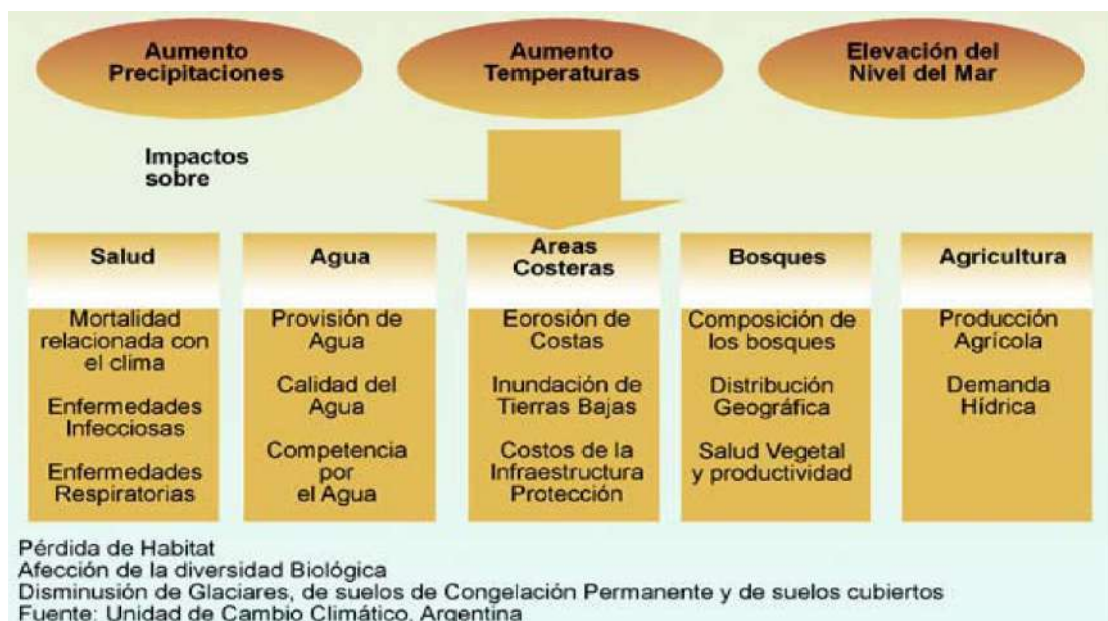 Aumento
Precipitaciones
Aumento
Temperaturas
Elevación del
Nivel del Mar
Impactos
sobre
Salud
Mortalidad
relacionada con
el clima
Enfermedades
Infecciosas
Enfermedades
Respiratorias
Agua
Provisión de
Agua
Calidad del
Agua
Competencia
por
el Agua
Areas
Costeras
Eorosión de
Costas
Inundación de
Tierras Bajas
Costos de la
Infraestructura
Protección
Bosques
Composición de
los bosques
Distribución
Geográfica
Salud Vegetal
y productividad
Agricultura
Producción
Agrícola
Demanda
Hídrica
Pérdida de Habitat
Afección de la diversidad Biológica
Disminusión de Glaciares, de suelos de Congelación Permanente y de suelos cubiertos
Fuente: Unidad de Cambio Climático, Argentina